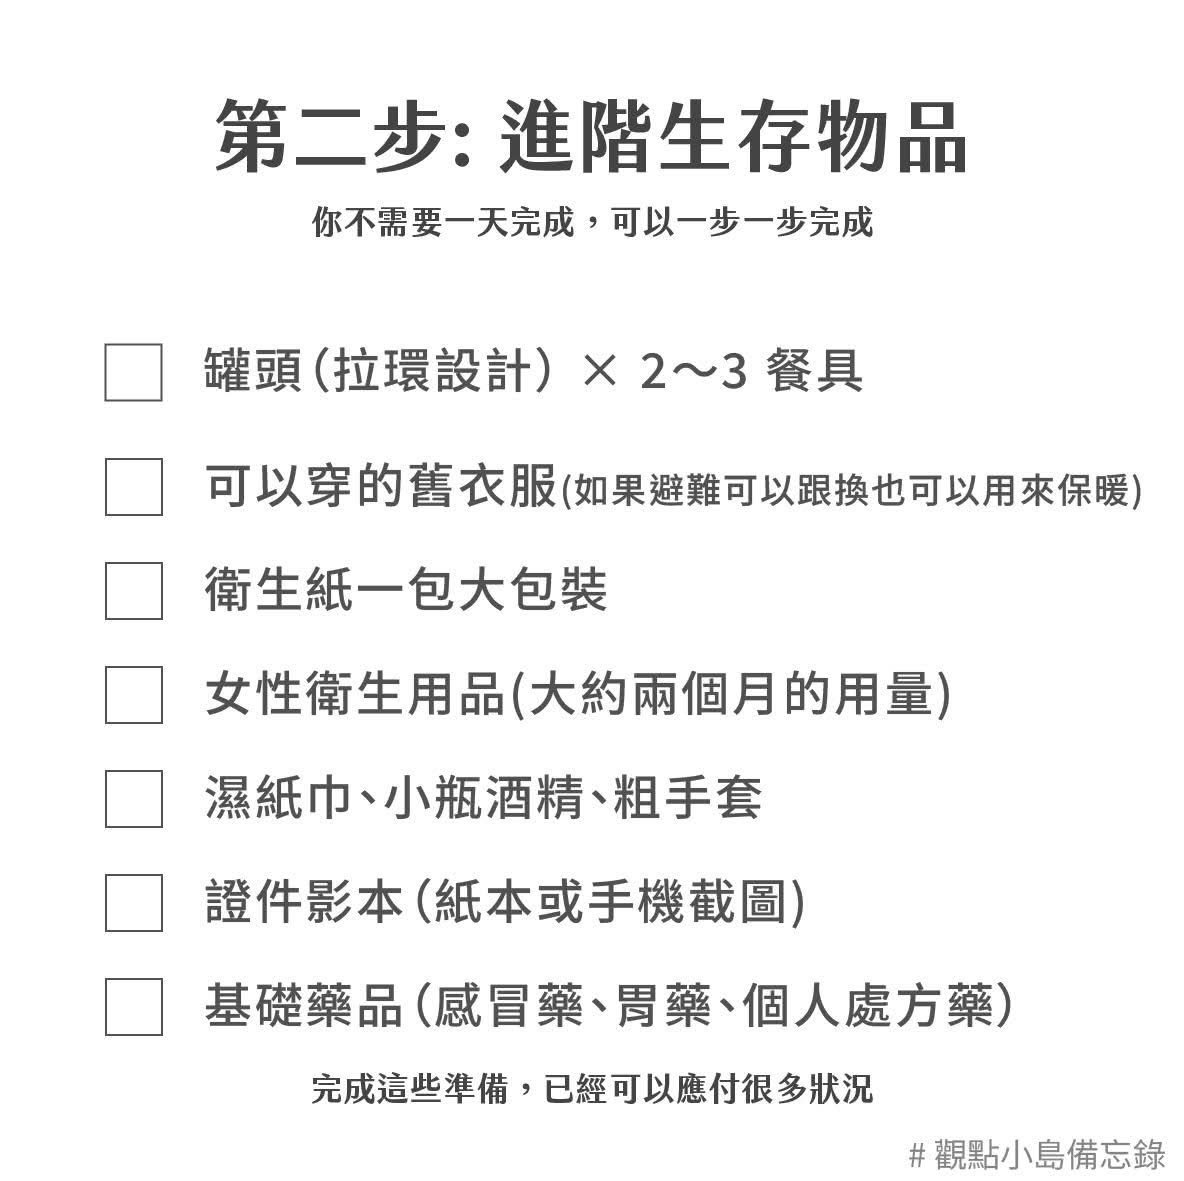 第二步: 進階生存物品
你不需要一天完成，可以一步一步完成
罐頭（拉環設計） × 2～3 餐具
可以穿的舊衣服(如果避難可以跟換也可以用來保暖)
衛生紙一包大包裝
女性衛生用品(大約兩個月的用量)
濕紙巾、小瓶酒精、粗手套
證件影本（紙本或手機截圖)
基礎藥品（感冒藥、胃藥、個人處方藥）
完成這些準備，已經可以應付很多狀況
# 觀點小島備忘錄